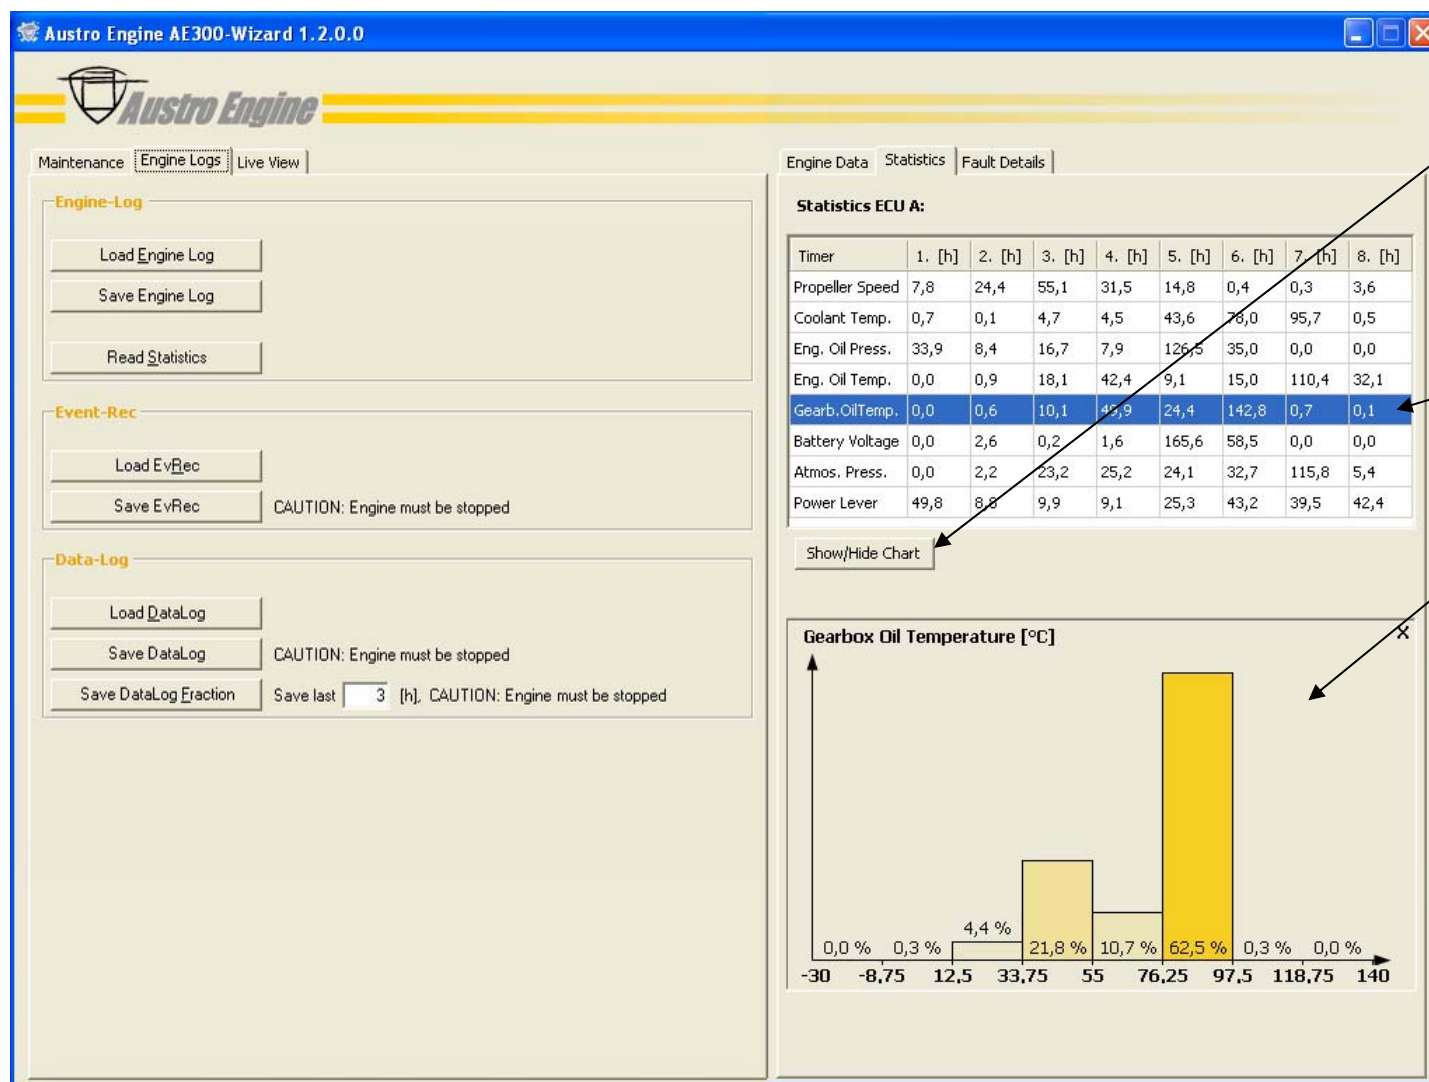 Austro Engine AE300-Wizard 1.2.0.0
Austro Engine
Maintenance Engine Logs Live View
Engine-Log
Load Engine Log
Save Engine Log
Read Statistics
Event-Rec
Load EvRec
Save EvRec CAUTION: Engine must be stopped
Data-Log
Load DataLog
Save DataLog CAUTION: Engine must be stopped
Save DataLog Fraction Save last 3 [h], CAUTION: Engine must be stopped
Engine Data Statistics Fault Details
Statistics ECU A:
Timer 1. [h] 2. [h] 3. [h] 4. [h] 5. [h] 6. [h] 7. [h] 8. [h]
Propeller Speed 7,8 24,4 55,1 31,5 14,8 0,4 0,3 3,6
Coolant Temp. 0,7 0,1 4,7 4,5 43,6 78,0 95,7 0,5
Eng. Oil Press. 33,9 8,4 16,7 7,9 126,5 35,0 0,0 0,0
Eng. Oil Temp. 0,0 0,9 18,1 42,4 9,1 15,0 110,4 32,1
Gearb.OilTemp. 0,0 0,6 10,1 49,9 24,4 142,8 0,7 0,1
Battery Voltage 0,0 2,6 0,2 1,6 165,6 58,5 0,0 0,0
Atmos. Press. 0,0 2,2 23,2 25,2 24,1 32,7 115,8 5,4
Power Lever 49,8 8,8 9,9 9,1 25,3 43,2 39,5 42,4
Show/Hide Chart
Gearbox Oil Temperature [°C] X
0,0 % 0,3 % 4,4 % 21,8 % 10,7 % 62,5 % 0,3 % 0,0 %
-30 -8,75 12,5 33,75 55 76,25 97,5 118,75 140